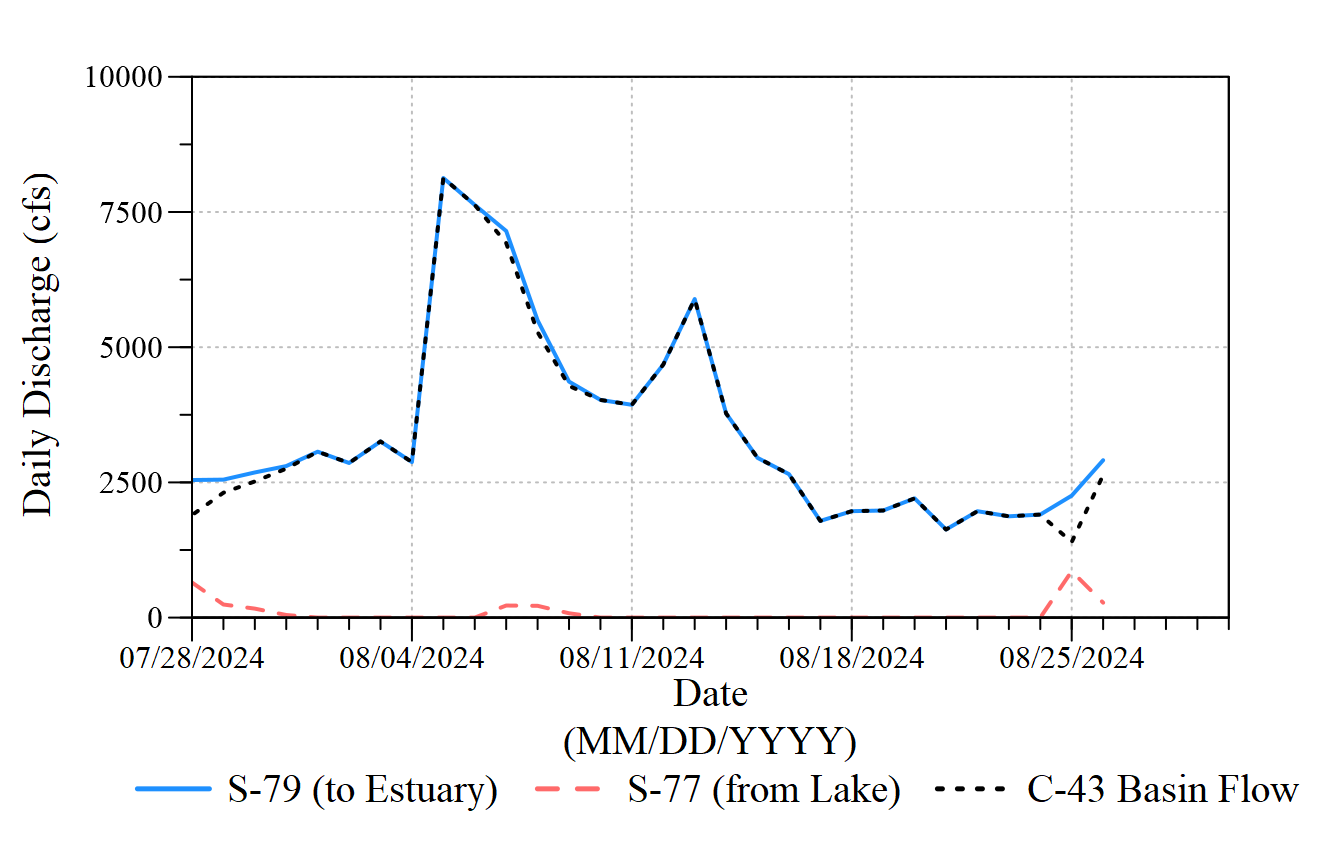 10000
7500
5000
2500
0
Daily Discharge (cfs)
07/28/2024 08/04/2024 08/11/2024 08/18/2024 08/25/2024
Date
(MM/DD/YYYY)
S-79 (to Estuary) S-77 (from Lake) C-43 Basin Flow